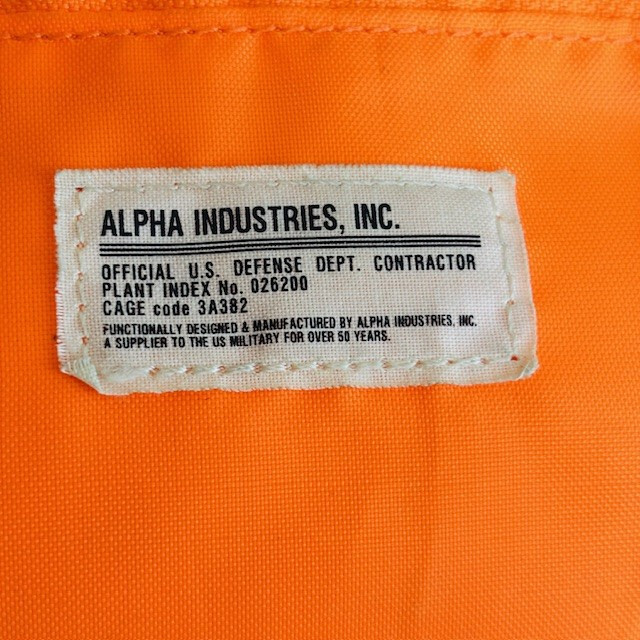 ALPHA INDUSTRIES, INC.
OFFICIAL U.S. DEFENSE DEPT. CONTRACTOR
PLANT INDEX No. 026200
CAGE code 3A382
FUNCTIONALLY DESIGNED & MANUFACTURED BY ALPHA INDUSTRIES, INC.
A SUPPLIER TO THE US MILITARY FOR OVER 50 YEARS.